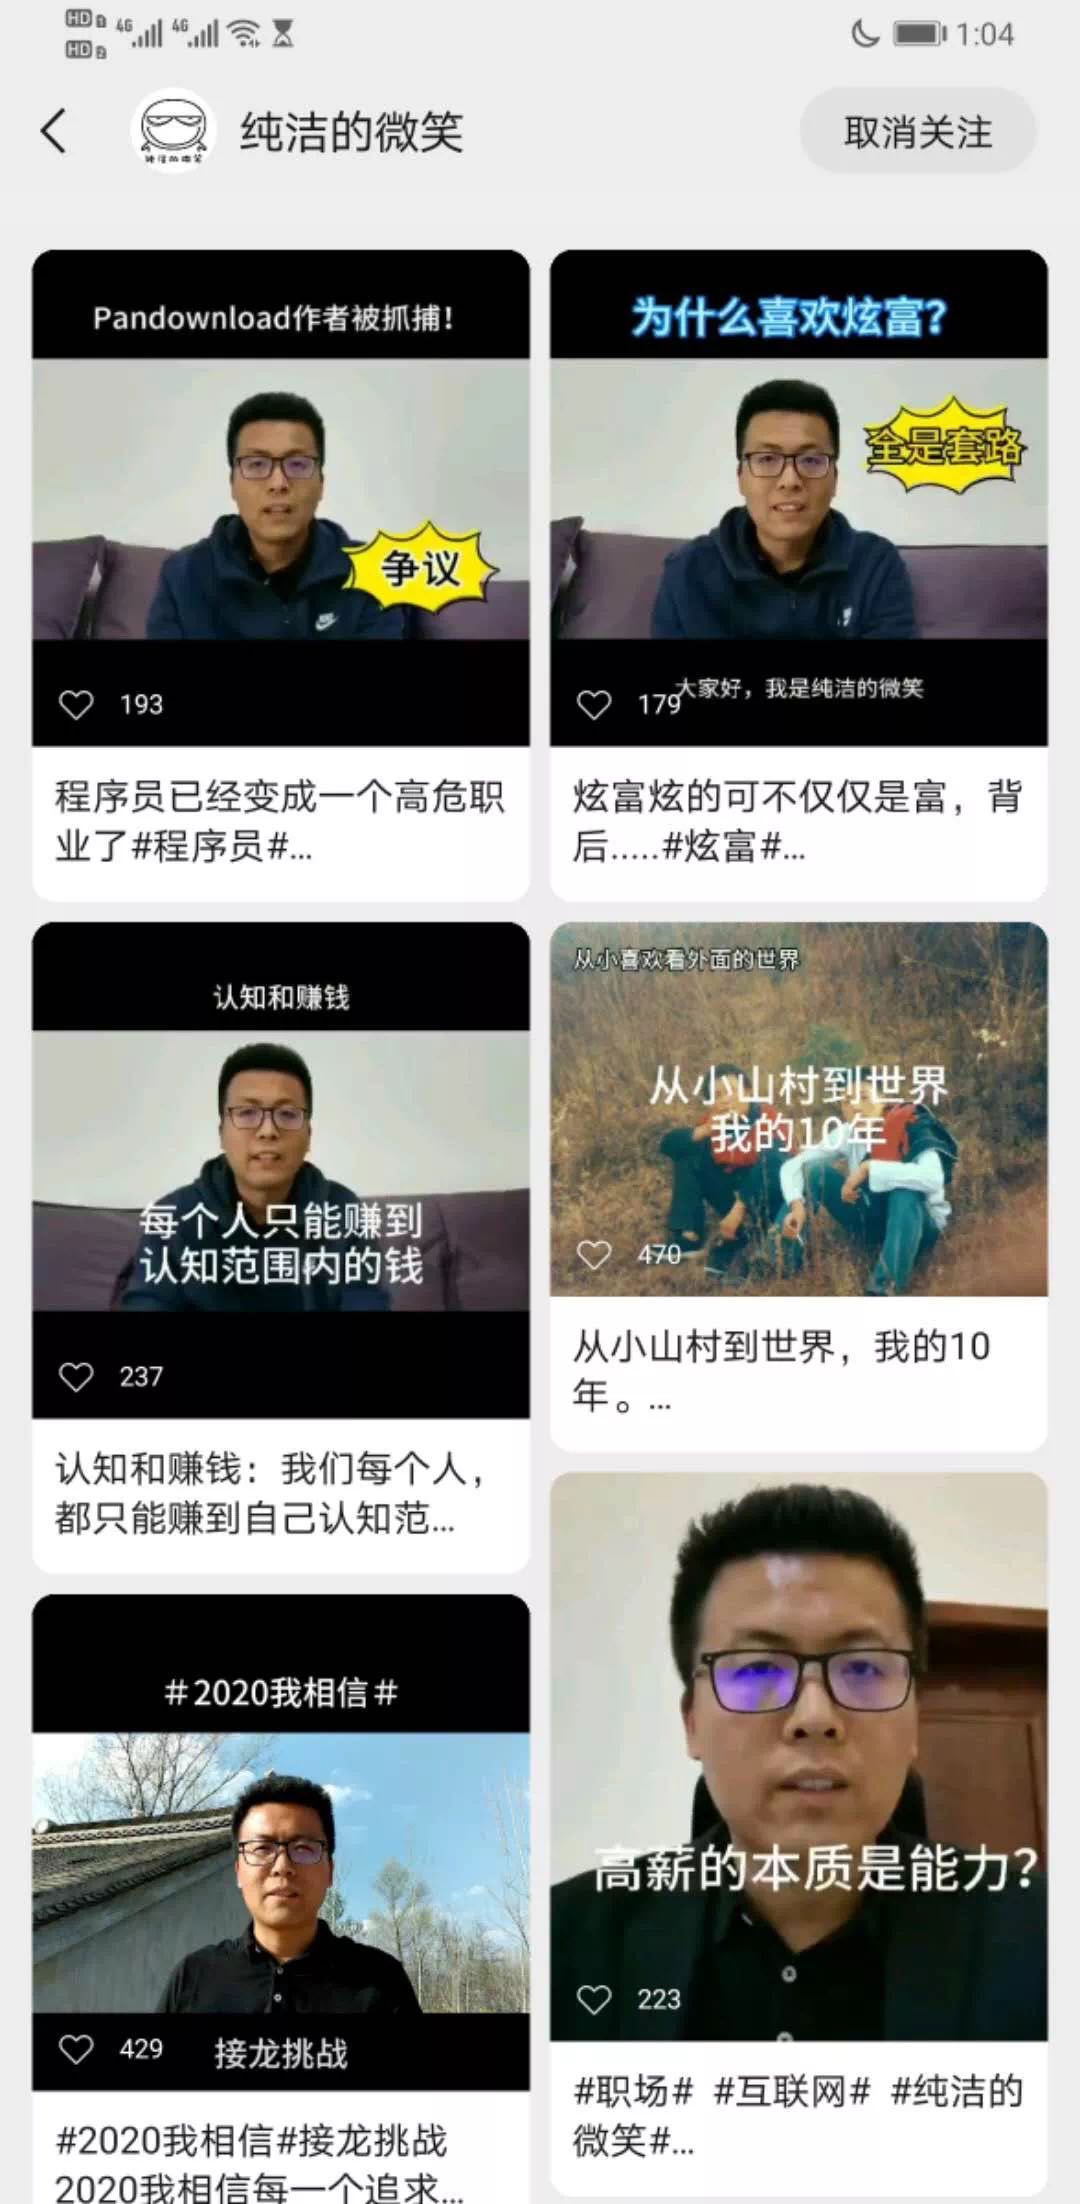 HD 1
HD 2
4G
4G
1:04
纯洁的微笑
纯洁的微笑
取消关注
Pandownload作者被抓捕！
争议
193
程序员已经变成一个高危职
业了#程序员#...
为什么喜欢炫富？
全是套路
大家好，我是纯洁的微笑
179
炫富炫的可不仅仅是富，背
后.....#炫富#...
认知和赚钱
每个人只能赚到
认知范围内的钱
237
认知和赚钱：我们每个人，
都只能赚到自己认知范...
从小喜欢看外面的世界
从小山村到世界
我的10年
470
从小山村到世界，我的10
年。...
＃2020我相信＃
429
接龙挑战
#2020我相信#接龙挑战
2020我相信每一个追求...
高薪的本质是能力？
223
#职场# #互联网# #纯洁的
微笑#...